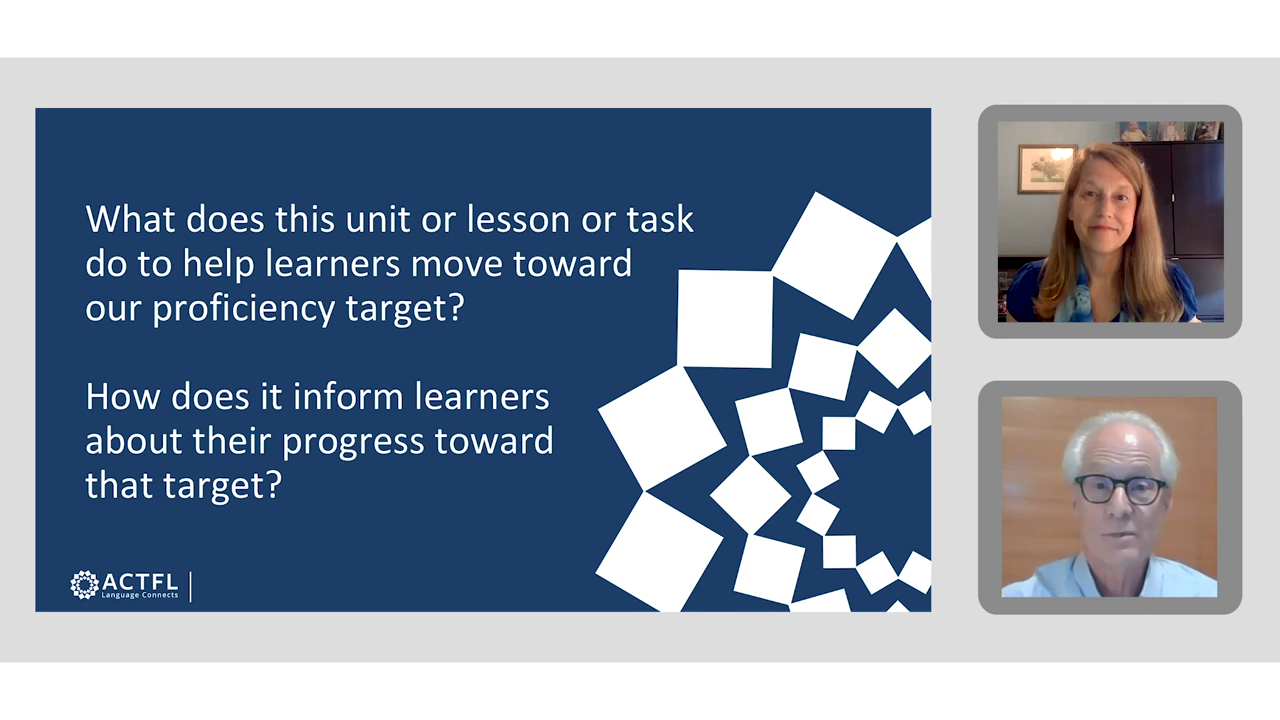 What does this unit or lesson or task
do to help learners move toward
our proficiency target?
How does it inform learners
about their progress toward
that target?
ACTFL
Language Connects